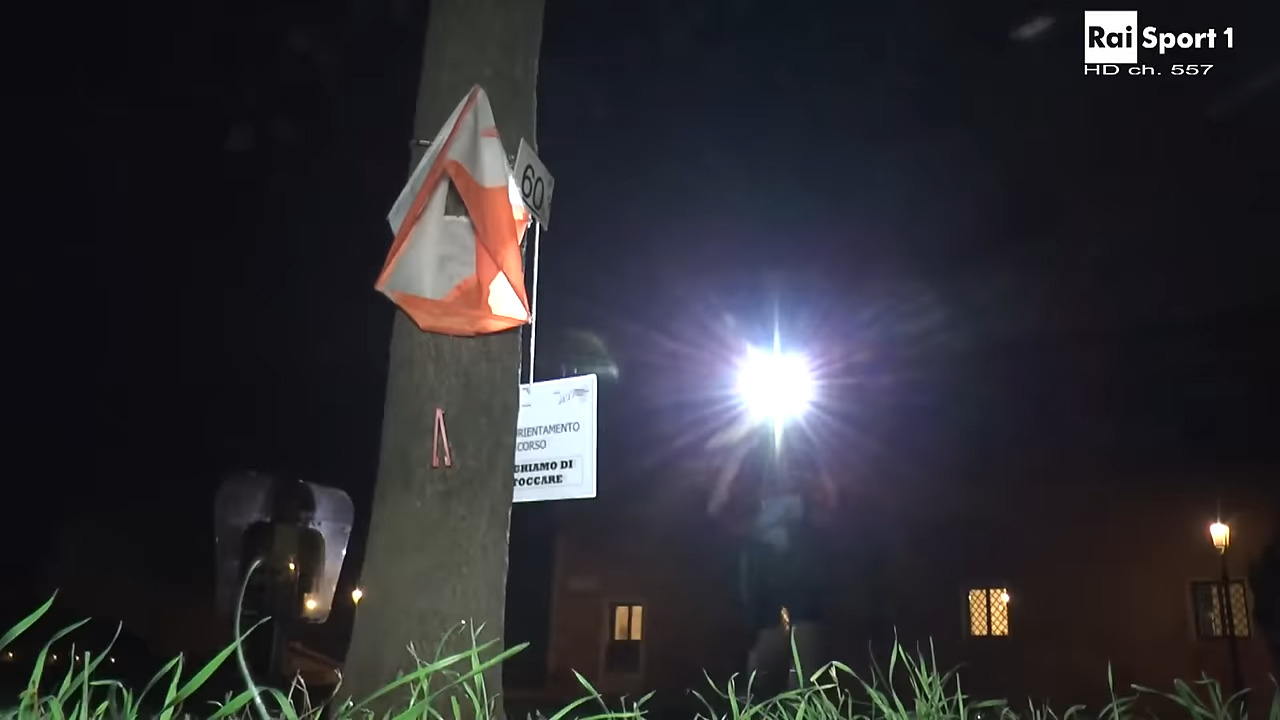 Rai Sport 1
HD ch. 557
60
RIENTAMENTO
CORSO
GHIAMO DI
TOCCARE